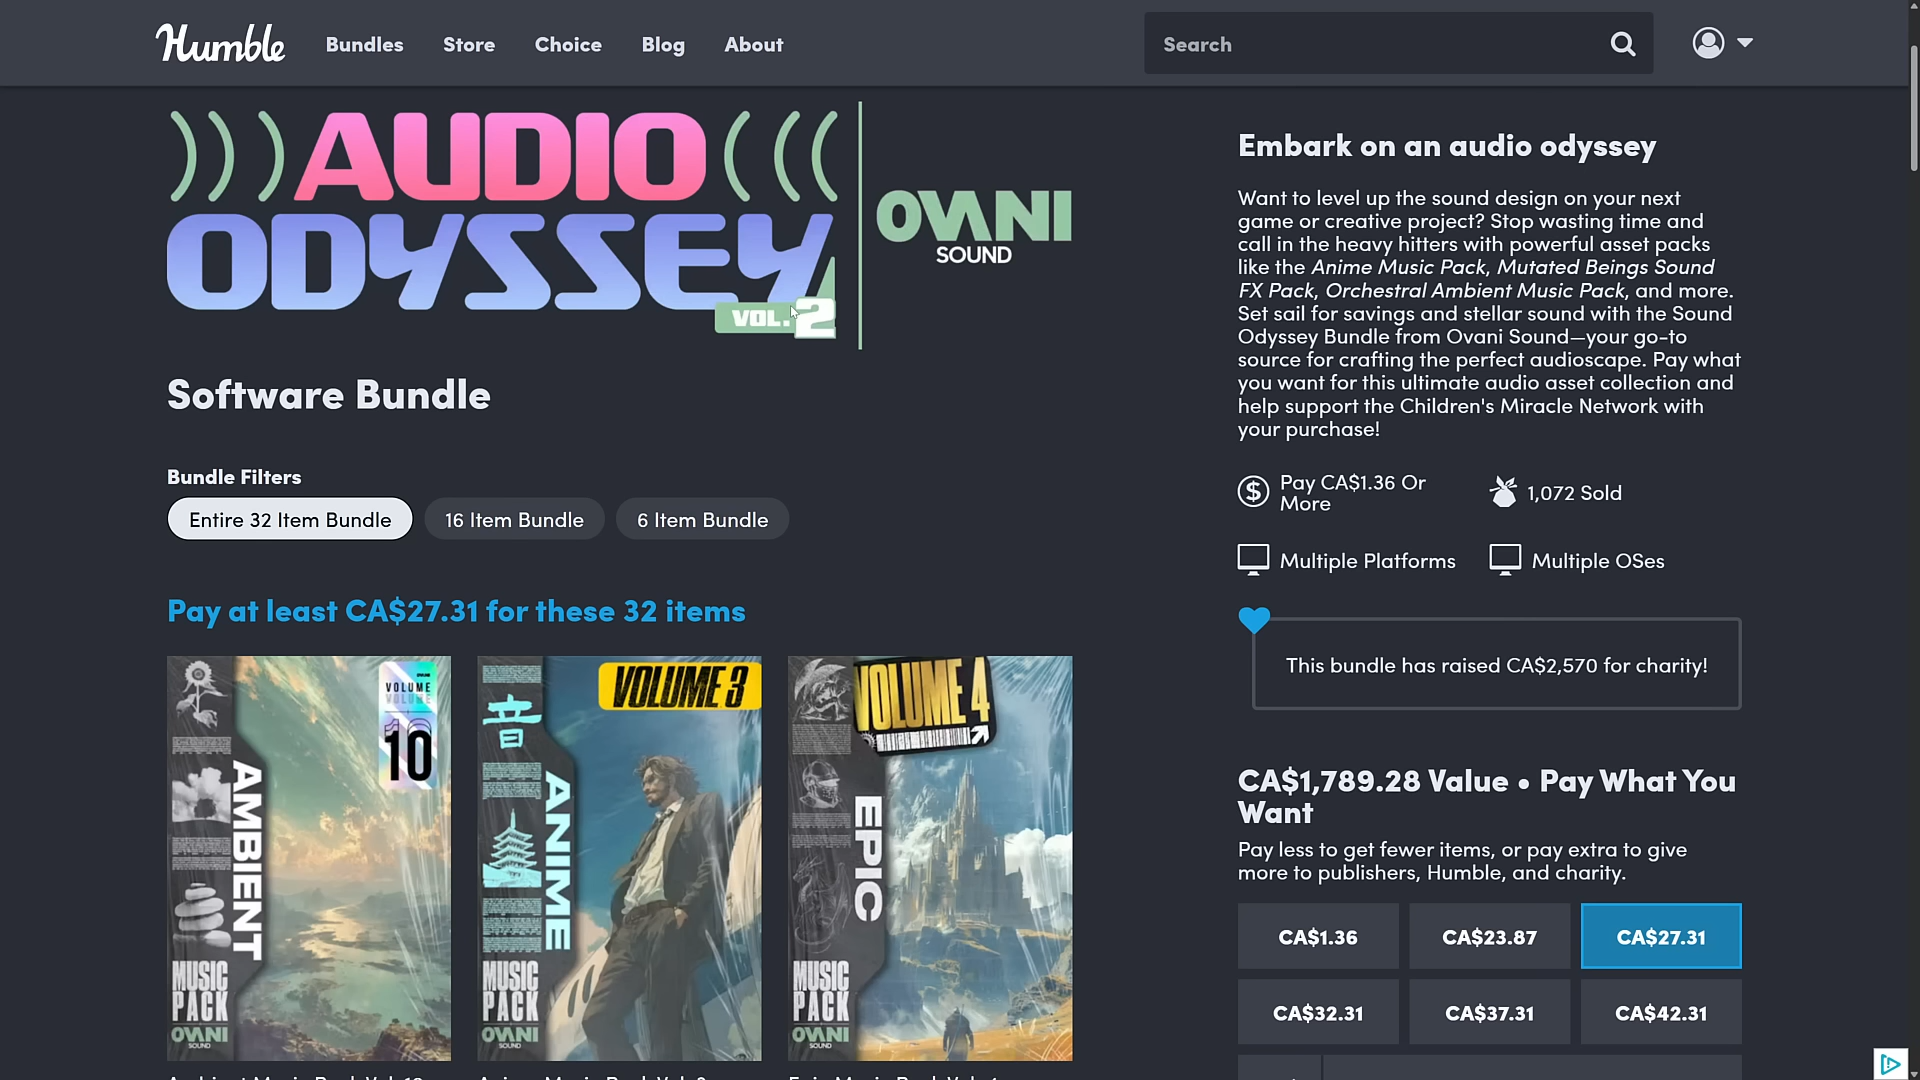 Humble
Bundles
Store
Choice
Blog
About
Search
AUDIO
ODYSSEY
VOL. 2
OVANI
SOUND
Software Bundle
Bundle Filters
Entire 32 Item Bundle
16 Item Bundle
6 Item Bundle
Pay at least CA$27.31 for these 32 items
VOLUME
10
AMBIENT
MUSIC
PACK
OVANI
SOUND
VOLUME 3
音
ANIME
MUSIC
PACK
OVANI
SOUND
VOLUME 4
EPIC
MUSIC
PACK
OVANI
SOUND
Embark on an audio odyssey
Want to level up the sound design on your next
game or creative project? Stop wasting time and
call in the heavy hitters with powerful asset packs
like the Anime Music Pack, Mutated Beings Sound
FX Pack, Orchestral Ambient Music Pack, and more.
Set sail for savings and stellar sound with the Sound
Odyssey Bundle from Ovani Sound—your go-to
source for crafting the perfect audioscape. Pay what
you want for this ultimate audio asset collection and
help support the Children's Miracle Network with
your purchase!
Pay CA$1.36 Or
More
1,072 Sold
Multiple Platforms
Multiple OSes
This bundle has raised CA$2,570 for charity!
CA$1,789.28 Value • Pay What You
Want
Pay less to get fewer items, or pay extra to give
more to publishers, Humble, and charity.
CA$1.36
CA$23.87
CA$27.31
CA$32.31
CA$37.31
CA$42.31